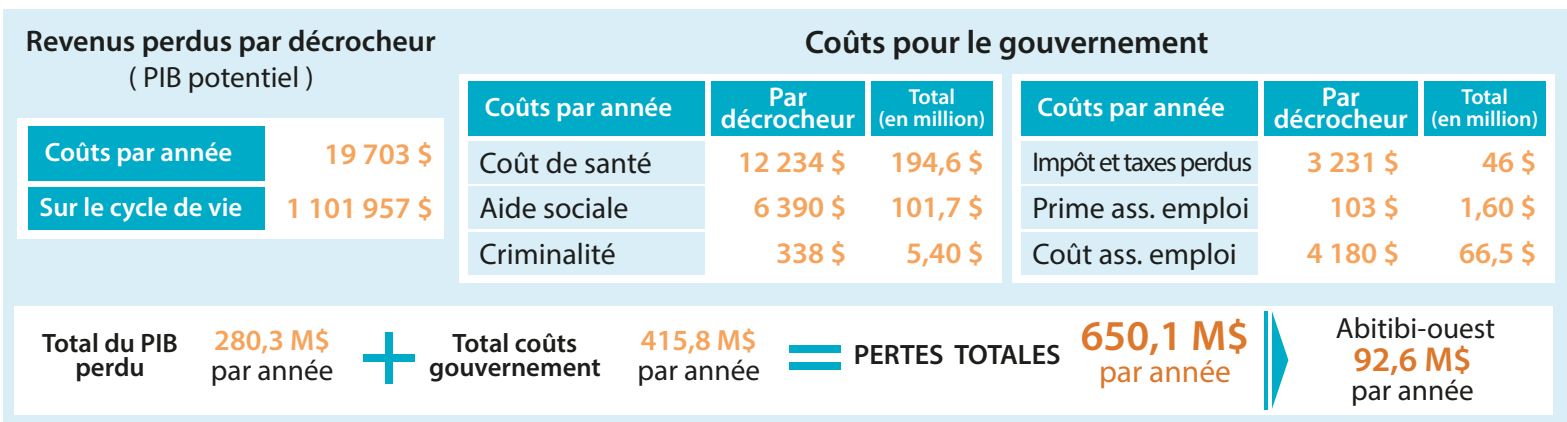 Revenus perdus par décrocheur
( PIB potentiel )
Coûts par année 19 703 $
Sur le cycle de vie 1 101 957 $
Coûts pour le gouvernement
Coûts par année Par décrocheur Total (en million)
Coût de santé 12 234 $ 194,6 $
Aide sociale 6 390 $ 101,7 $
Criminalité 338 $ 5,40 $
Coûts par année Par décrocheur Total (en million)
Impôt et taxes perdus 3 231 $ 46 $
Prime ass. emploi 103 $ 1,60 $
Coût ass. emploi 4 180 $ 66,5 $
Total du PIB
perdu
280,3 M$
par année
+
Total coûts
gouvernement
415,8 M$
par année
=
PERTES TOTALES
650,1 M$
par année
Abitibi-ouest
92,6 M$
par année